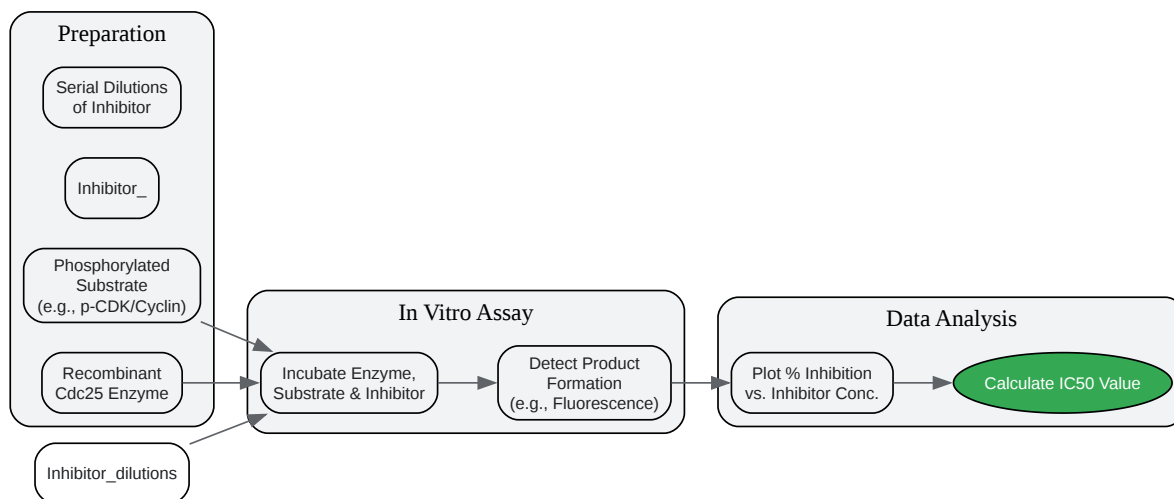 Preparation
Serial Dilutions
of Inhibitor
Inhibitor_
Phosphorylated
Substrate
(e.g., p-CDK/Cyclin)
Recombinant
Cdc25 Enzyme
Inhibitor_dilutions
In Vitro Assay
Incubate Enzyme,
Substrate & Inhibitor
Detect Product
Formation
(e.g., Fluorescence)
Data Analysis
Plot % Inhibition
vs. Inhibitor Conc.
Calculate IC50 Value